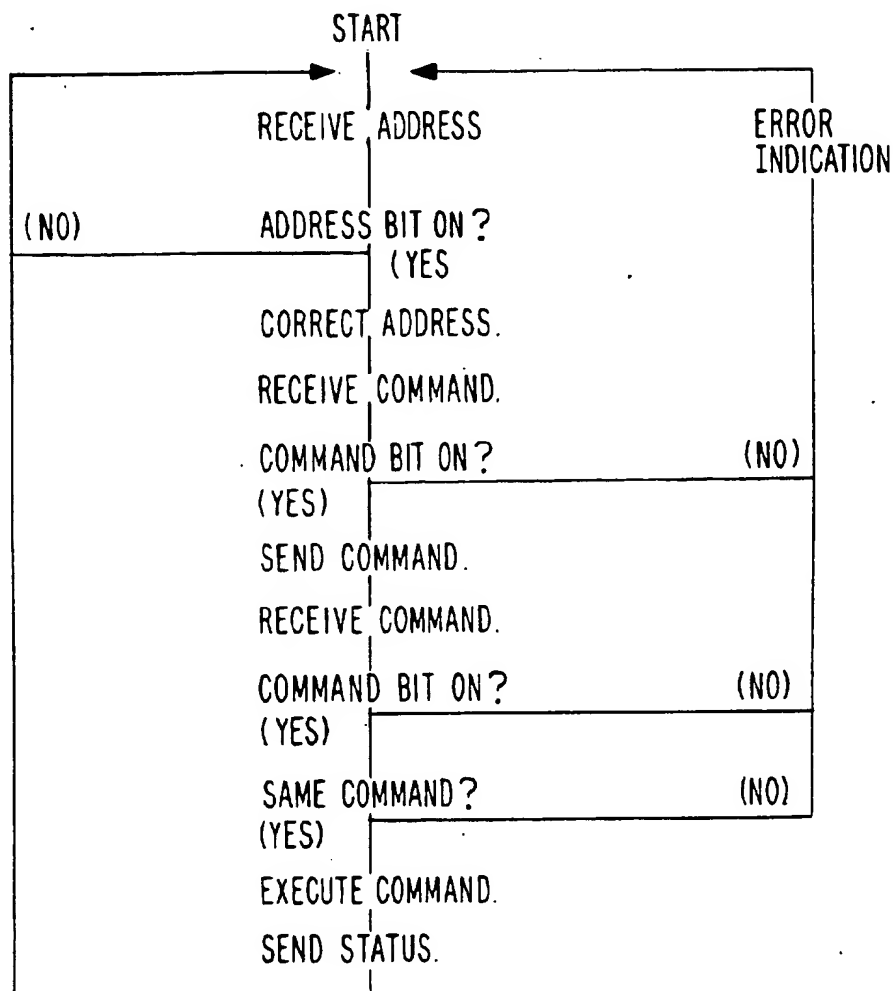 START
RECEIVE ADDRESS
ERROR
INDICATION
(NO)
ADDRESS BIT ON?
(YES
CORRECT ADDRESS.
RECEIVE COMMAND.
COMMAND BIT ON?
(NO)
(YES)
SEND COMMAND.
RECEIVE COMMAND.
COMMAND BIT ON?
(NO)
(YES)
SAME COMMAND?
(NO)
(YES)
EXECUTE COMMAND.
SEND STATUS.